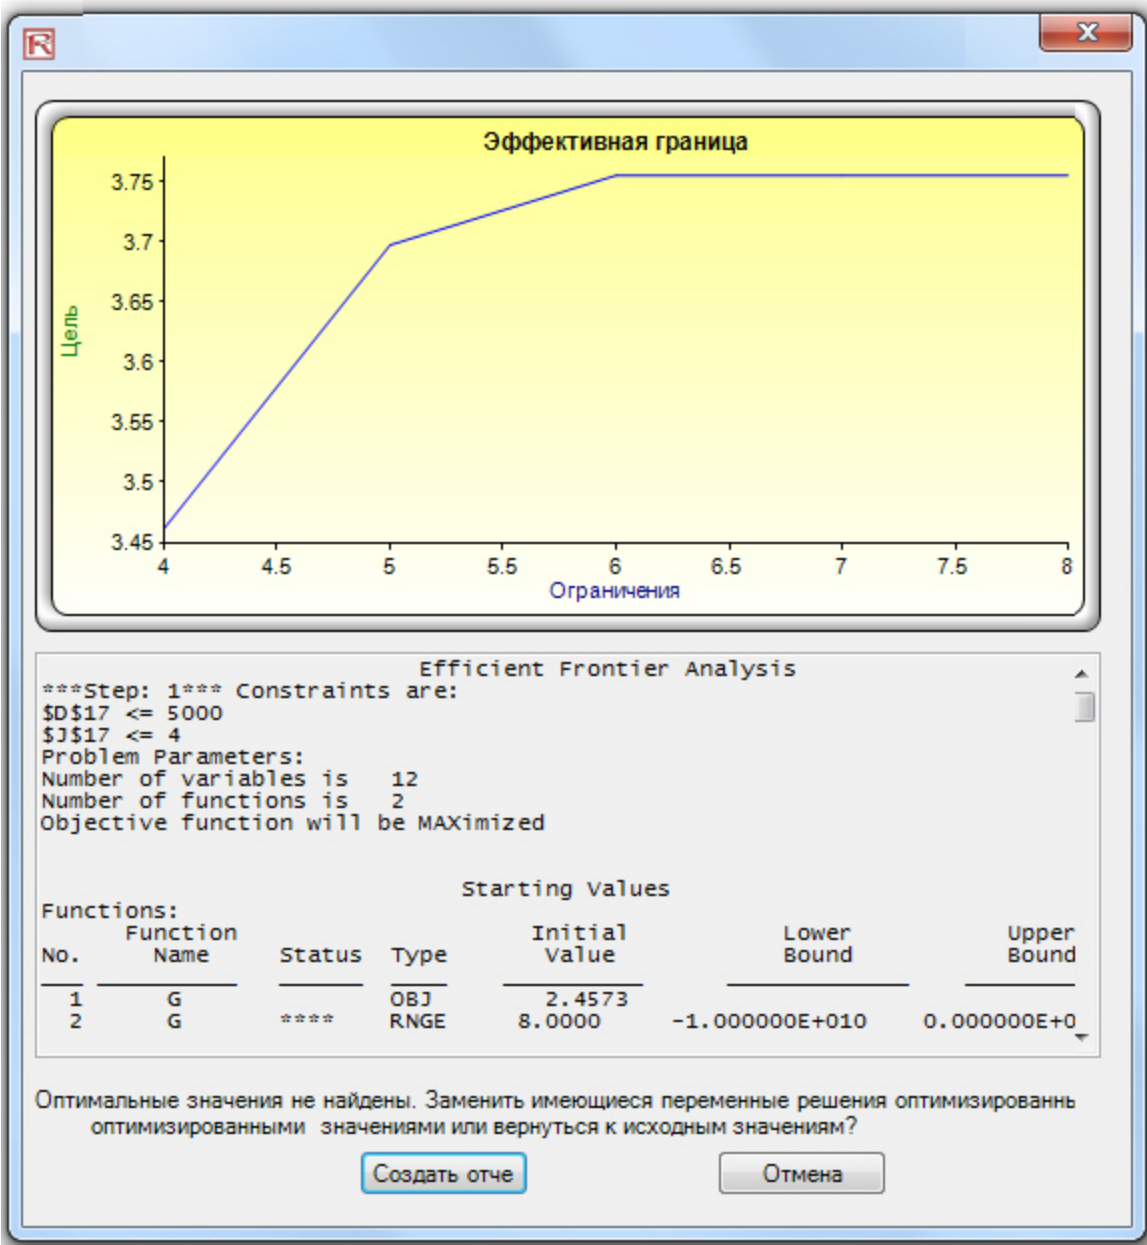 R
X
Эффективная граница
Цель
3.75
3.7
3.65
3.6
3.55
3.5
3.45
4 4.5 5 5.5 6 6.5 7 7.5 8
Ограничения
Efficient Frontier Analysis
***Step: 1*** Constraints are:
$D$17 <= 5000
$J$17 <= 4
Problem Parameters:
Number of variables is 12
Number of functions is 2
Objective function will be MAXimized
Starting Values
Functions:
Function Initial Lower Upper
No. Name Status Type Value Bound Bound
1 G OBJ 2.4573
2 G **** RNGE 8.0000 -1.000000E+010 0.000000E+0
Оптимальные значения не найдены. Заменить имеющиеся переменные решения оптимизированнь
оптимизированными значениями или вернуться к исходным значениям?
Создать отче Отмена